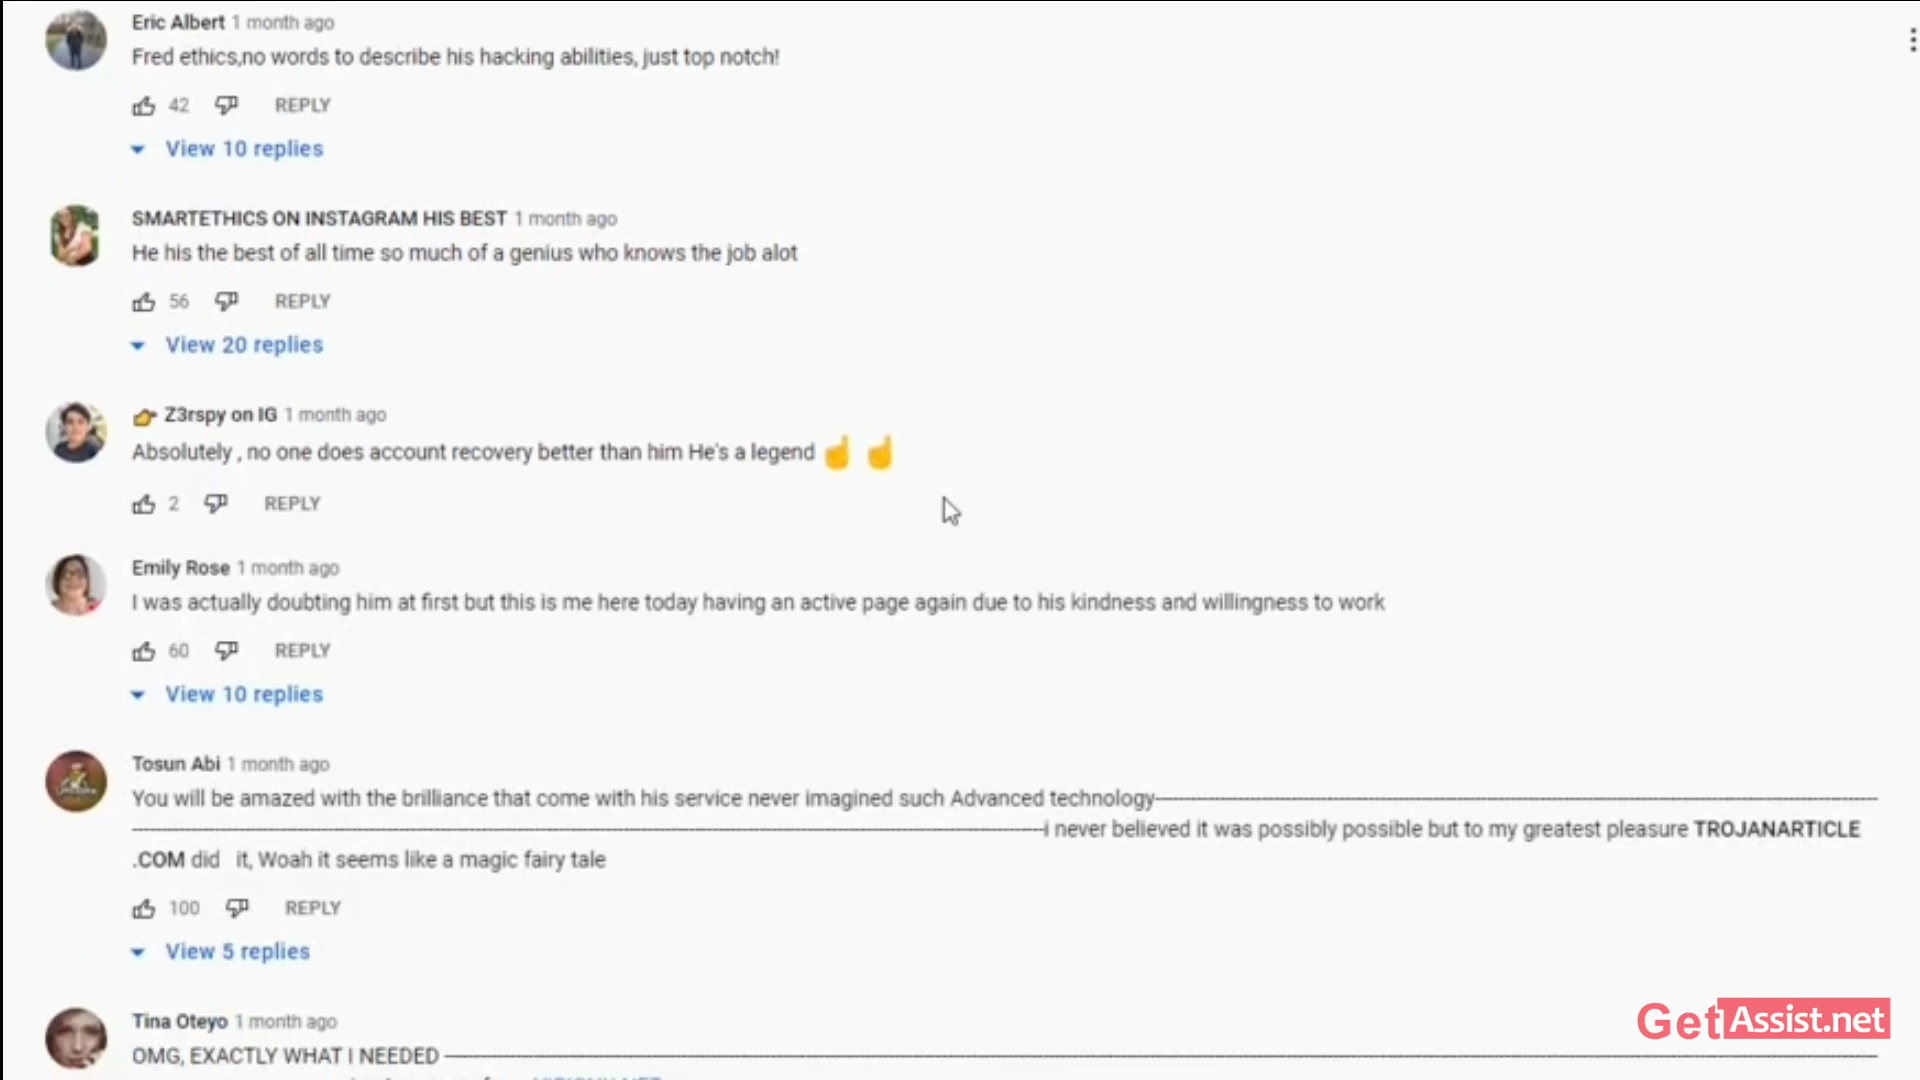 Eric Albert 1 month ago
Fred ethics,no words to describe his hacking abilities, just top notch!
42 REPLY
View 10 replies
SMARTETHICS ON INSTAGRAM HIS BEST 1 month ago
He his the best of all time so much of a genius who knows the job alot
56 REPLY
View 20 replies
👉 Z3rspy on IG 1 month ago
Absolutely , no one does account recovery better than him He's a legend ☝ ☝
2 REPLY
Emily Rose 1 month ago
I was actually doubting him at first but this is me here today having an active page again due to his kindness and willingness to work
60 REPLY
View 10 replies
Tosun Abi 1 month ago
You will be amazed with the brilliance that come with his service never imagined such Advanced technology—
—i never believed it was possibly possible but to my greatest pleasure TROJANARTICLE
.COM did it, Woah it seems like a magic fairy tale
100 REPLY
View 5 replies
Tina Oteyo 1 month ago
OMG, EXACTLY WHAT I NEEDED —
GetAssist.net